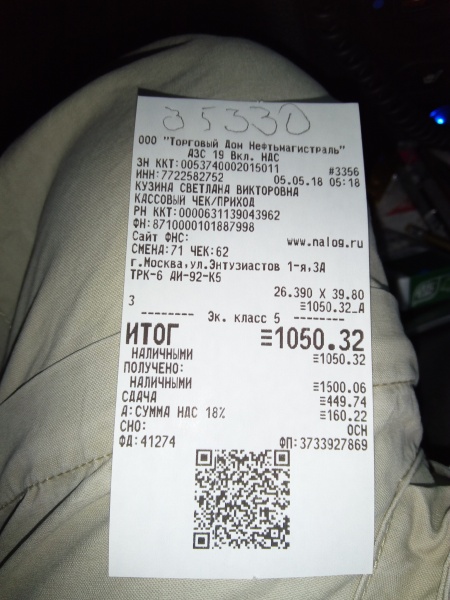 35330
ООО "Торговый Дом Нефтьмагистраль"
АЗС 19 Вкл. НДС
ЗН ККТ:0053740002015011 #3356
ИНН:7722582752 05.05.18 05:18
КУЗИНА СВЕТЛАНА ВИКТОРОВНА
КАССОВЫЙ ЧЕК/ПРИХОД
РН ККТ:0000631139043962
ФН:8710000101887998
Сайт ФНС: www.nalog.ru
СМЕНА:71 ЧЕК:62
г.Москва,ул.Энтузиастов 1-я,3А
ТРК-6 АИ-92-К5
26.390 X 39.80
3 ≡1050.32_А
-------- Эк. класс 5 --------
ИТОГ ≡1050.32
НАЛИЧНЫМИ ≡1050.32
ПОЛУЧЕНО:
НАЛИЧНЫМИ ≡1500.06
СДАЧА ≡449.74
А:СУММА НДС 18% ≡160.22
СНО: ОСН
ФД:41274 ФП:3733927869